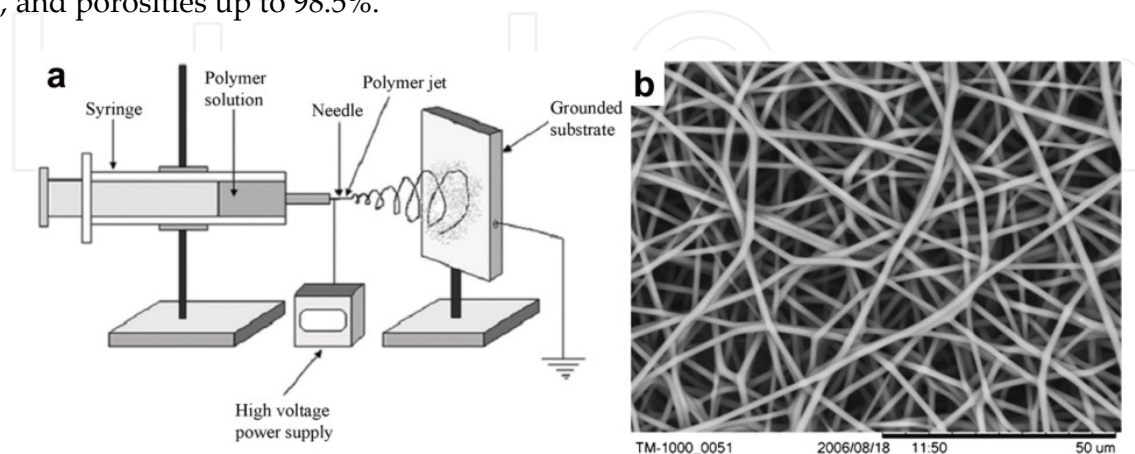 , and porosities up to 98.5%.
a
Polymer
solution
Syringe
Needle
Polymer jet
Grounded
substrate
High voltage
power supply
b
TM-1000_0051 2006/08/18 11:50 50 um